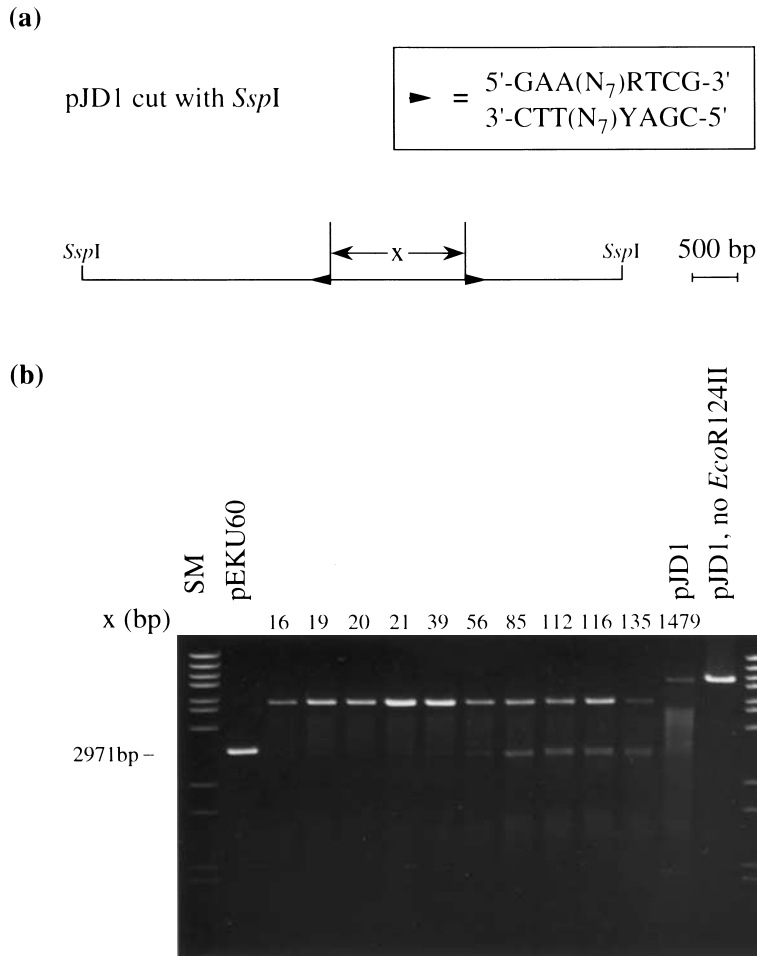 (a)
pJD1 cut with SspI
= 5'-GAA(N7)RTCG-3'
3'-CTT(N7)YAGC-5'
SspI
x
SspI
500 bp
(b)
SM
pEKU60
pJD1
pJD1, no EcoR124II
x (bp) 16 19 20 21 39 56 85 112 116 135 1479
2971bp –